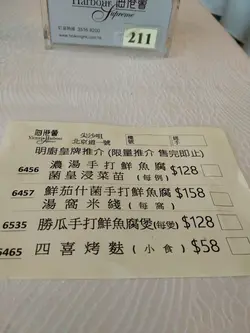 Harbour 海港薈
Supreme
211
海港薈
尖沙咀
北京道一號
明廚皇牌推介 (限量推介 售完即止)
6456 濃湯手打鮮魚腐 $128
菌皇浸菜苗 (每例)
6457 鮮茄什菌手打鮮魚腐 $158
湯窩米綫 (每窩)
6535 勝瓜手打鮮魚腐煲(每煲) $128
6465 四喜烤麩 (小食) $58